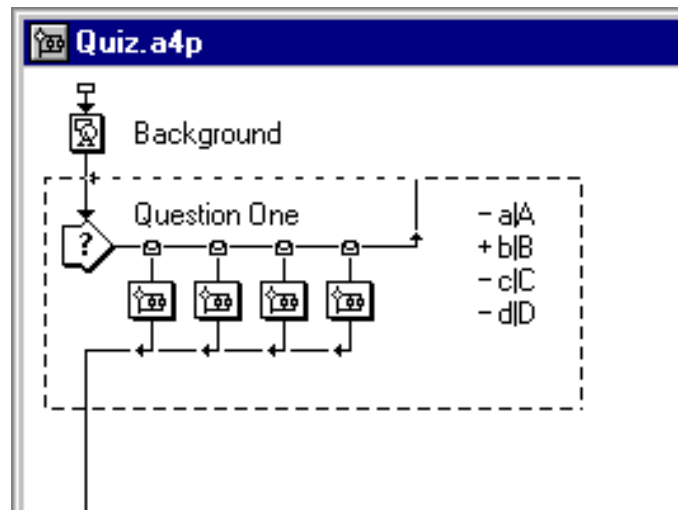 Quiz.a4p
Background
Question One
?
- a|A
+ b|B
- c|C
- d|D